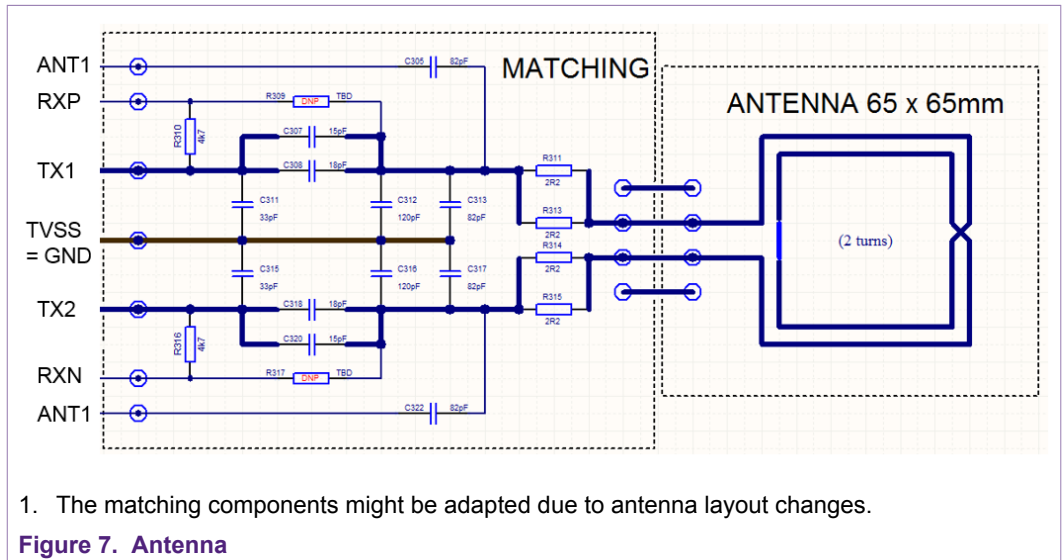 ANT1
C305 82pF
MATCHING
RXP
R309 DNP TBD
ANTENNA 65 x 65mm
R310 4k7
C307 15pF
TX1
C308 18pF
R311
2R2
C311
33pF
C312
120pF
C313
82pF
R313
2R2
TVSS
= GND
(2 turns)
R314
2R2
C315
33pF
C316
120pF
C317
82pF
R315
2R2
TX2
C318 18pF
R316 4k7
C320 15pF
RXN
R317 DNP TBD
ANT1
C322 82pF
1. The matching components might be adapted due to antenna layout changes.
Figure 7. Antenna